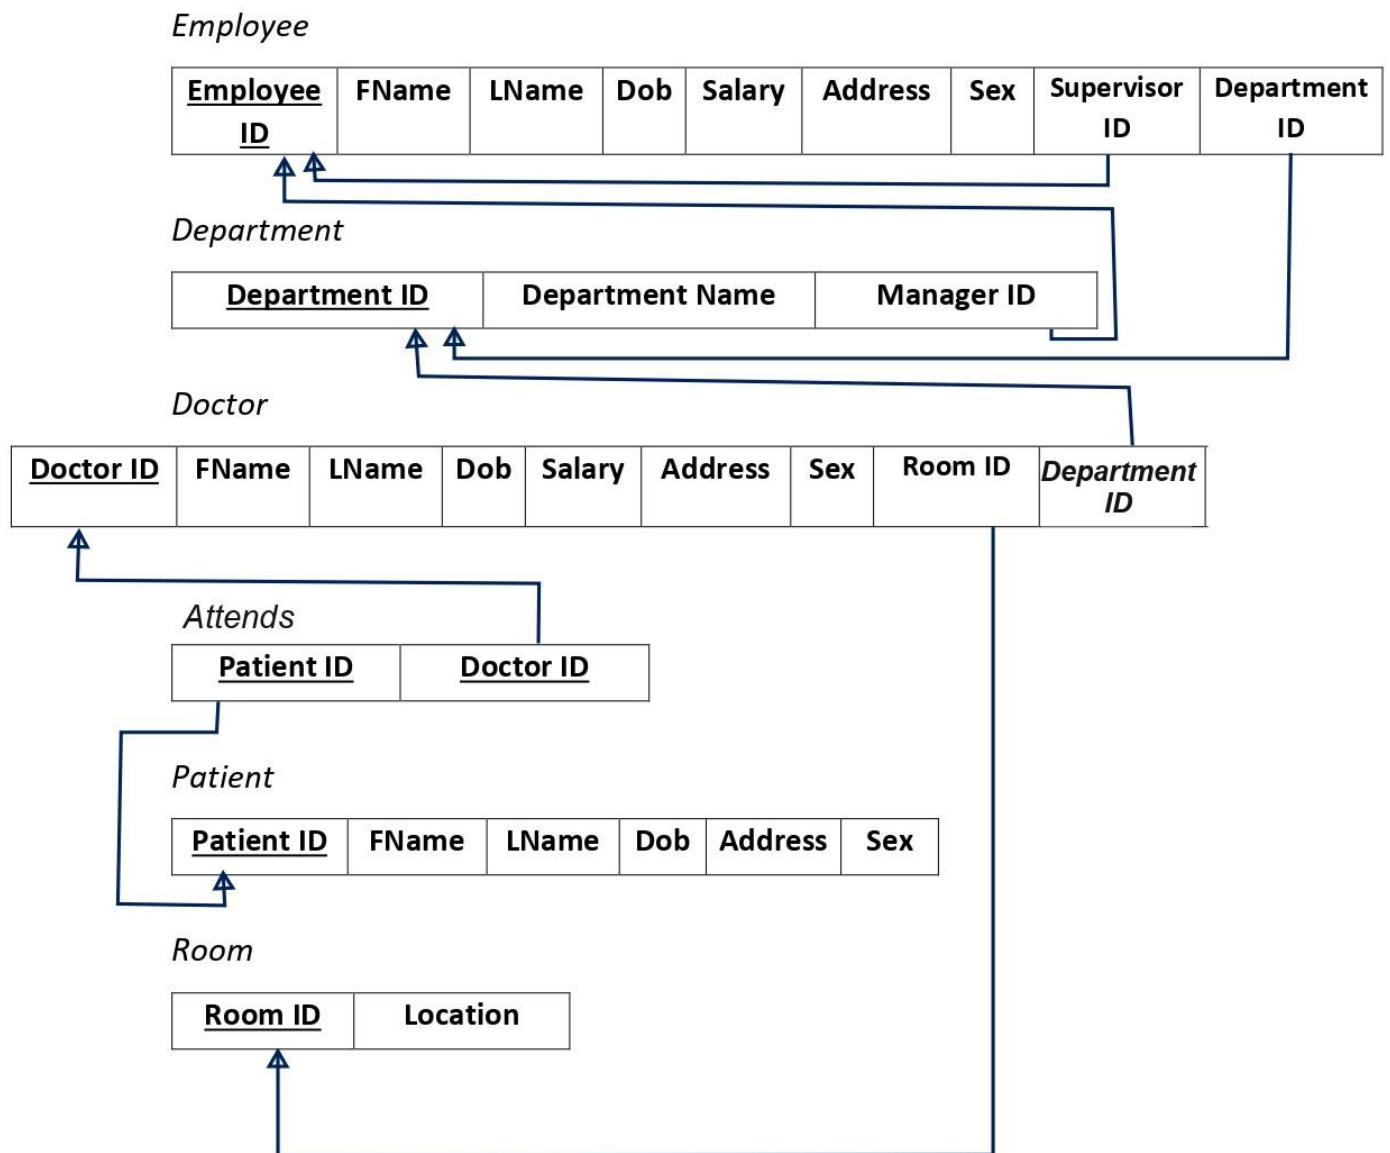 Employee
Employee ID FName LName Dob Salary Address Sex Supervisor ID Department ID
Department
Department ID Department Name Manager ID
Doctor
Doctor ID FName LName Dob Salary Address Sex Room ID Department ID
Attends
Patient ID Doctor ID
Patient
Patient ID FName LName Dob Address Sex
Room
Room ID Location